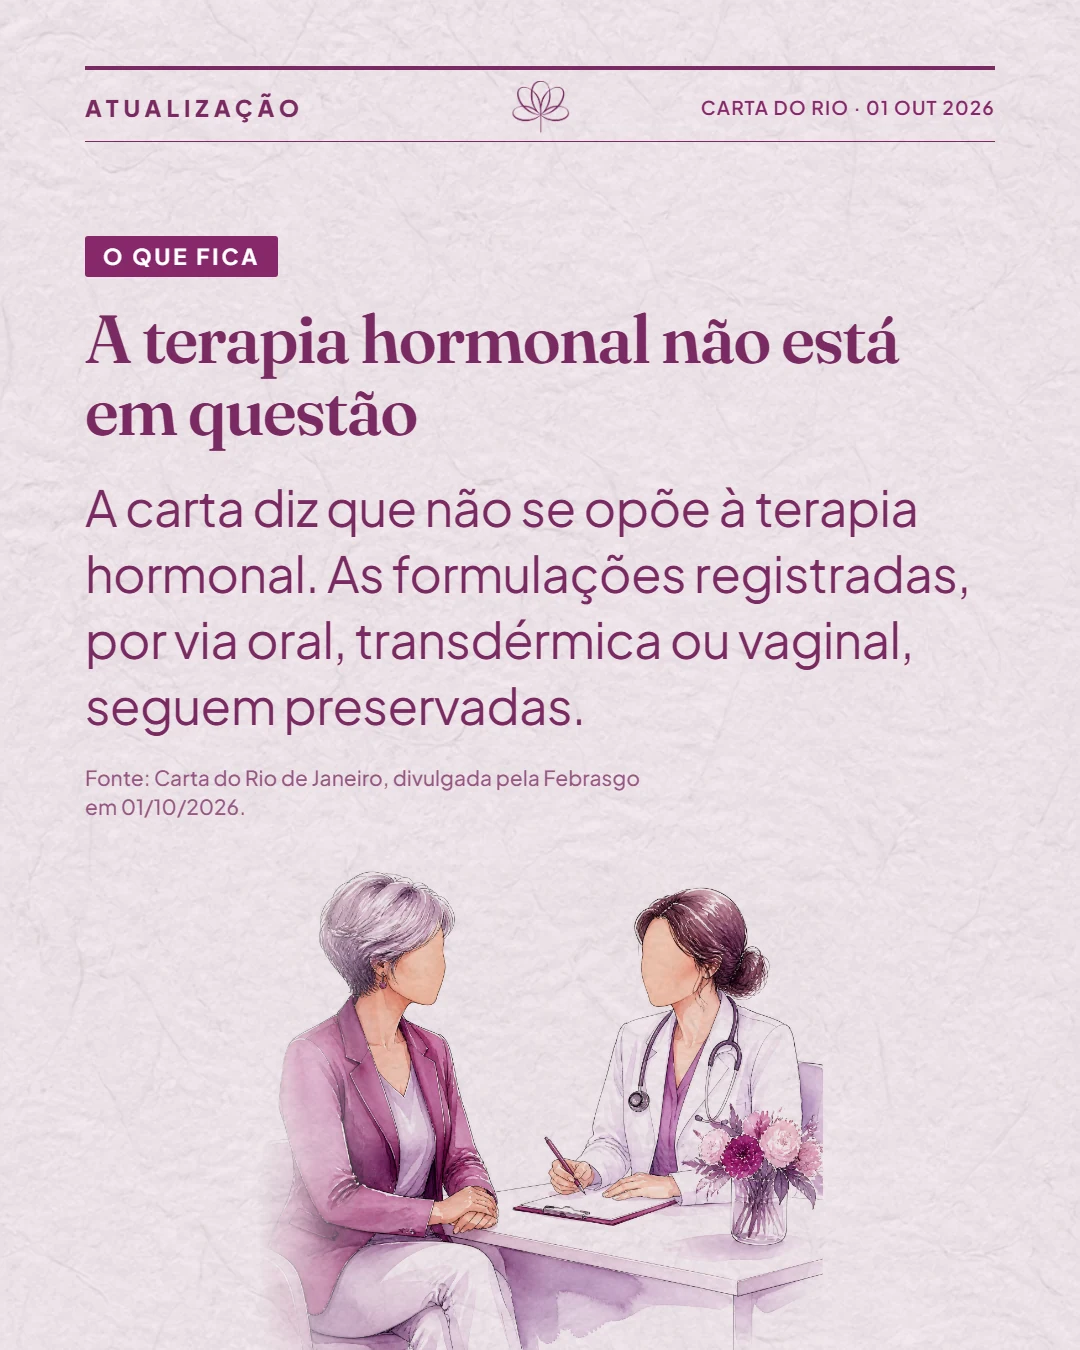 ATUALIZAÇÃO
CARTA DO RIO · 01 OUT 2026
O QUE FICA
A terapia hormonal não está
em questão
A carta diz que não se opõe à terapia
hormonal. As formulações registradas,
por via oral, transdérmica ou vaginal,
seguem preservadas.
Fonte: Carta do Rio de Janeiro, divulgada pela Febrasgo
em 01/10/2026.